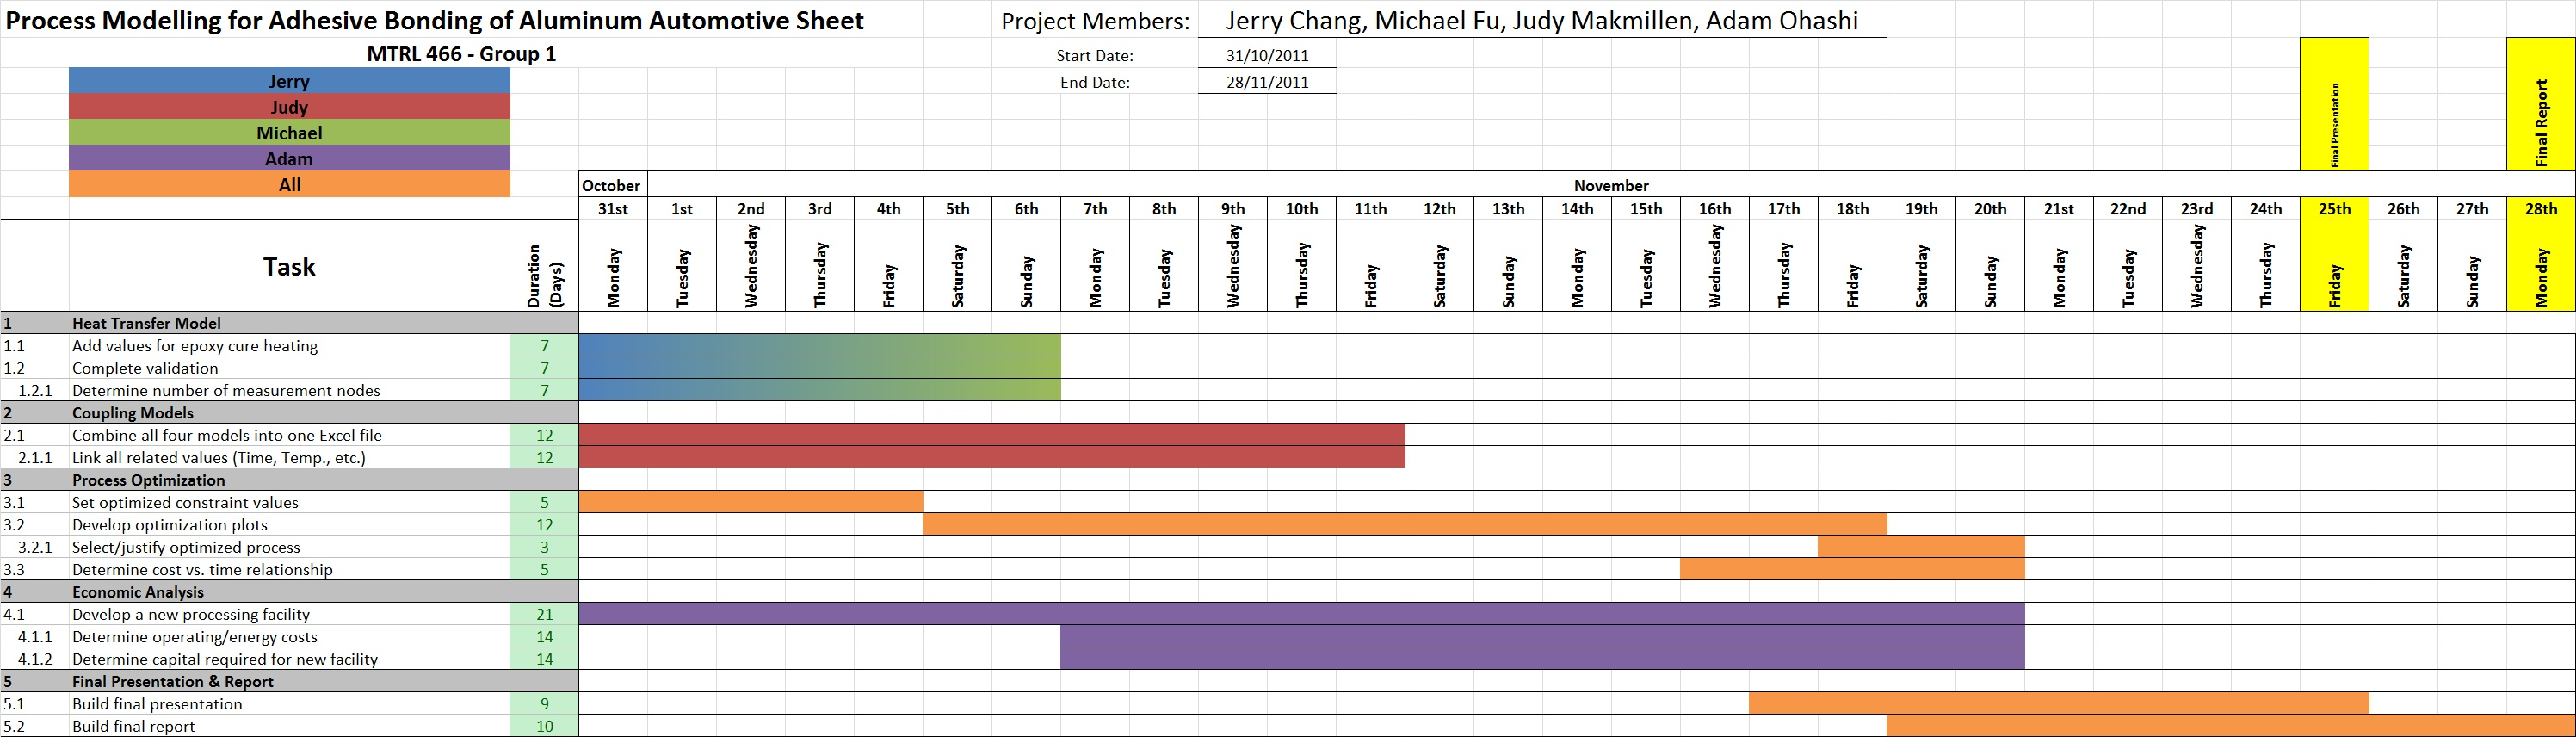 Process Modelling for Adhesive Bonding of Aluminum Automotive Sheet Project Members: Jerry Chang, Michael Fu, Judy Makmillen, Adam Ohashi
MTRL 466 - Group 1 Start Date: 31/10/2011
Jerry End Date: 28/11/2011
Judy
Michael
Adam
All
Final Presentation
Final Report
October November
31st 1st 2nd 3rd 4th 5th 6th 7th 8th 9th 10th 11th 12th 13th 14th 15th 16th 17th 18th 19th 20th 21st 22nd 23rd 24th 25th 26th 27th 28th
Task Duration (Days) Monday Tuesday Wednesday Thursday Friday Saturday Sunday Monday Tuesday Wednesday Thursday Friday Saturday Sunday Monday Tuesday Wednesday Thursday Friday Saturday Sunday Monday Tuesday Wednesday Thursday Friday Saturday Sunday Monday
1 Heat Transfer Model
1.1 Add values for epoxy cure heating 7
1.2 Complete validation 7
1.2.1 Determine number of measurement nodes 7
2 Coupling Models
2.1 Combine all four models into one Excel file 12
2.1.1 Link all related values (Time, Temp., etc.) 12
3 Process Optimization
3.1 Set optimized constraint values 5
3.2 Develop optimization plots 12
3.2.1 Select/justify optimized process 3
3.3 Determine cost vs. time relationship 5
4 Economic Analysis
4.1 Develop a new processing facility 21
4.1.1 Determine operating/energy costs 14
4.1.2 Determine capital required for new facility 14
5 Final Presentation & Report
5.1 Build final presentation 9
5.2 Build final report 10